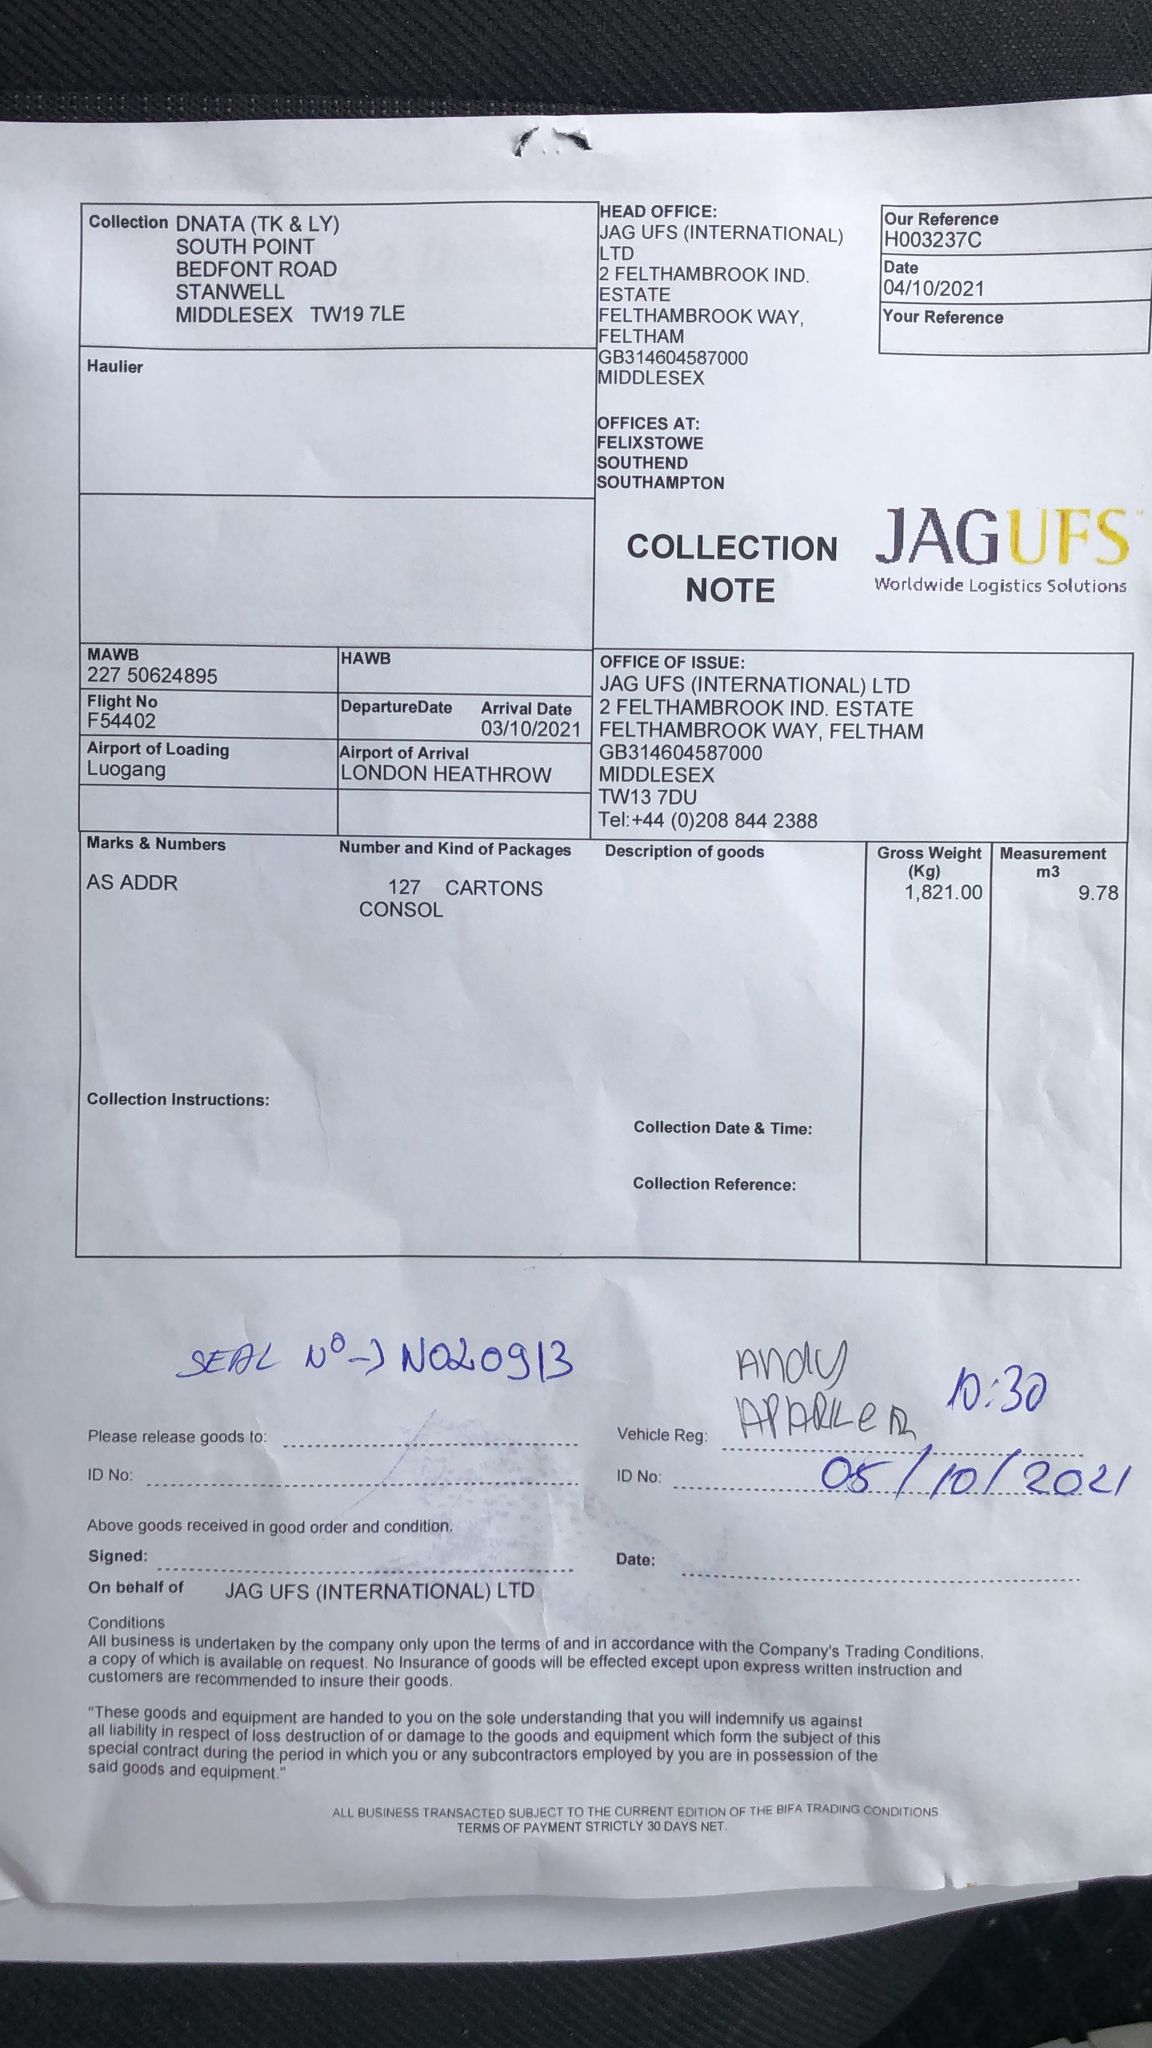 Collection DNATA (TK & LY)
SOUTH POINT
BEDFONT ROAD
STANWELL
MIDDLESEX TW19 7LE
HEAD OFFICE:
JAG UFS (INTERNATIONAL)
LTD
2 FELTHAMBROOK IND.
ESTATE
FELTHAMBROOK WAY,
FELTHAM
GB314604587000
MIDDLESEX
Our Reference
H003237C
Date
04/10/2021
Your Reference
Haulier
OFFICES AT:
FELIXSTOWE
SOUTHEND
SOUTHAMPTON
COLLECTION
NOTE
JAGUFS
Worldwide Logistics Solutions
MAWB
227 50624895
HAWB
Flight No
F54402
DepartureDate Arrival Date
03/10/2021
Airport of Loading
Luogang
Airport of Arrival
LONDON HEATHROW
OFFICE OF ISSUE:
JAG UFS (INTERNATIONAL) LTD
2 FELTHAMBROOK IND. ESTATE
FELTHAMBROOK WAY, FELTHAM
GB314604587000
MIDDLESEX
TW13 7DU
Tel:+44 (0)208 844 2388
Marks & Numbers Number and Kind of Packages Description of goods Gross Weight (Kg) Measurement m3
AS ADDR 127 CARTONS 1,821.00 9.78
CONSOL
Collection Instructions:
Collection Date & Time:
Collection Reference:
SEAL Nº → N020913
ANDY
10:30
Please release goods to:
Vehicle Reg:
ID No:
ID No: 05/10/2021
Above goods received in good order and condition.
Signed:
Date:
On behalf of JAG UFS (INTERNATIONAL) LTD
Conditions
All business is undertaken by the company only upon the terms of and in accordance with the Company's Trading Conditions,
a copy of which is available on request. No Insurance of goods will be effected except upon express written instruction and
customers are recommended to insure their goods.
"These goods and equipment are handed to you on the sole understanding that you will indemnify us against
all liability in respect of loss destruction of or damage to the goods and equipment which form the subject of this
special contract during the period in which you or any subcontractors employed by you are in possession of the
said goods and equipment."
ALL BUSINESS TRANSACTED SUBJECT TO THE CURRENT EDITION OF THE BIFA TRADING CONDITIONS
TERMS OF PAYMENT STRICTLY 30 DAYS NET.